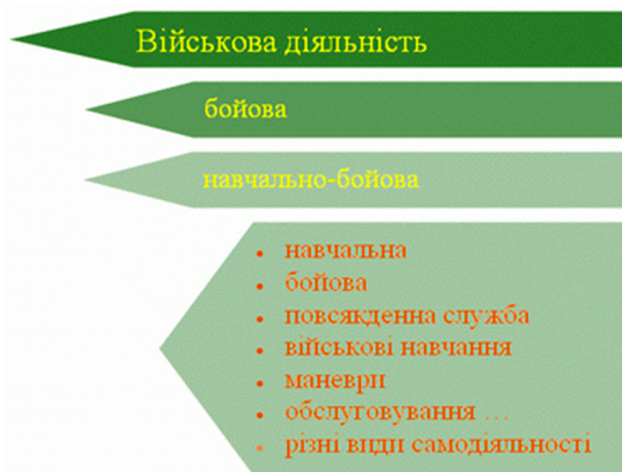 Військова діяльність
бойова
навчально-бойова
• навчальна
• бойова
• повсякденна служба
• військові навчання
• маневри
• обслуговування ...
• різні види самодіяльності